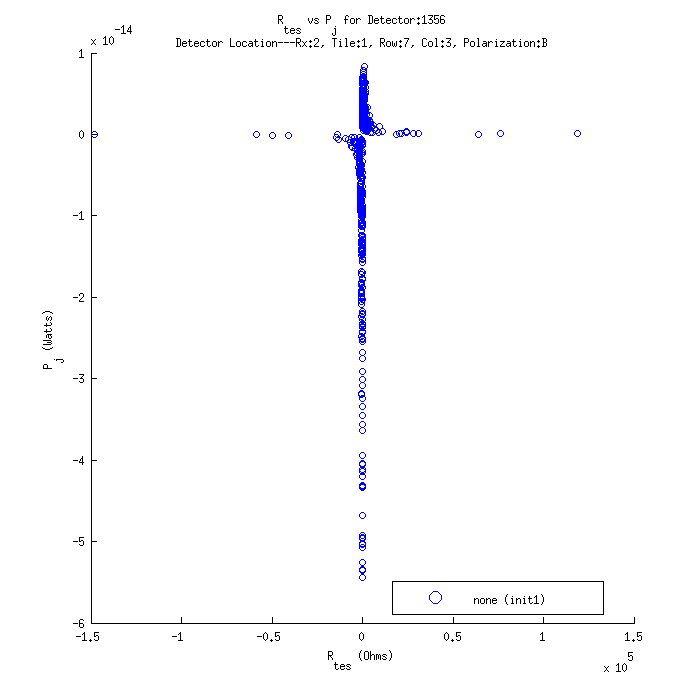 R_tes vs P_j for Detector:1356
Detector Location---Rx:2, Tile:1, Row:7, Col:3, Polarization:B
x 10^-14
1
0
-1
-2
-3
-4
-5
-6
P_j (Watts)
none (init1)
-1.5 -1 -0.5 0 0.5 1 1.5
R_tes (Ohms)
x 10^5